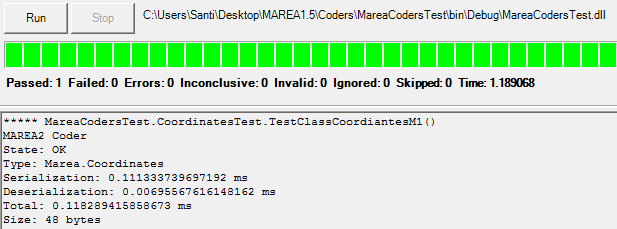 Run Stop C:\Users\Santi\Desktop\MAREA1.5\Coders\MareaCodersTest\bin\Debug\MareaCodersTest.dll
Passed: 1 Failed: 0 Errors: 0 Inconclusive: 0 Invalid: 0 Ignored: 0 Skipped: 0 Time: 1.189068
***** MareaCodersTest.CoordinatesTest.TestClassCoordiantesM1()
MAREA2 Coder
State: OK
Type: Marea.Coordinates
Serialization: 0.111333739697192 ms
Deserialization: 0.00695567616148162 ms
Total: 0.118289415858673 ms
Size: 48 bytes